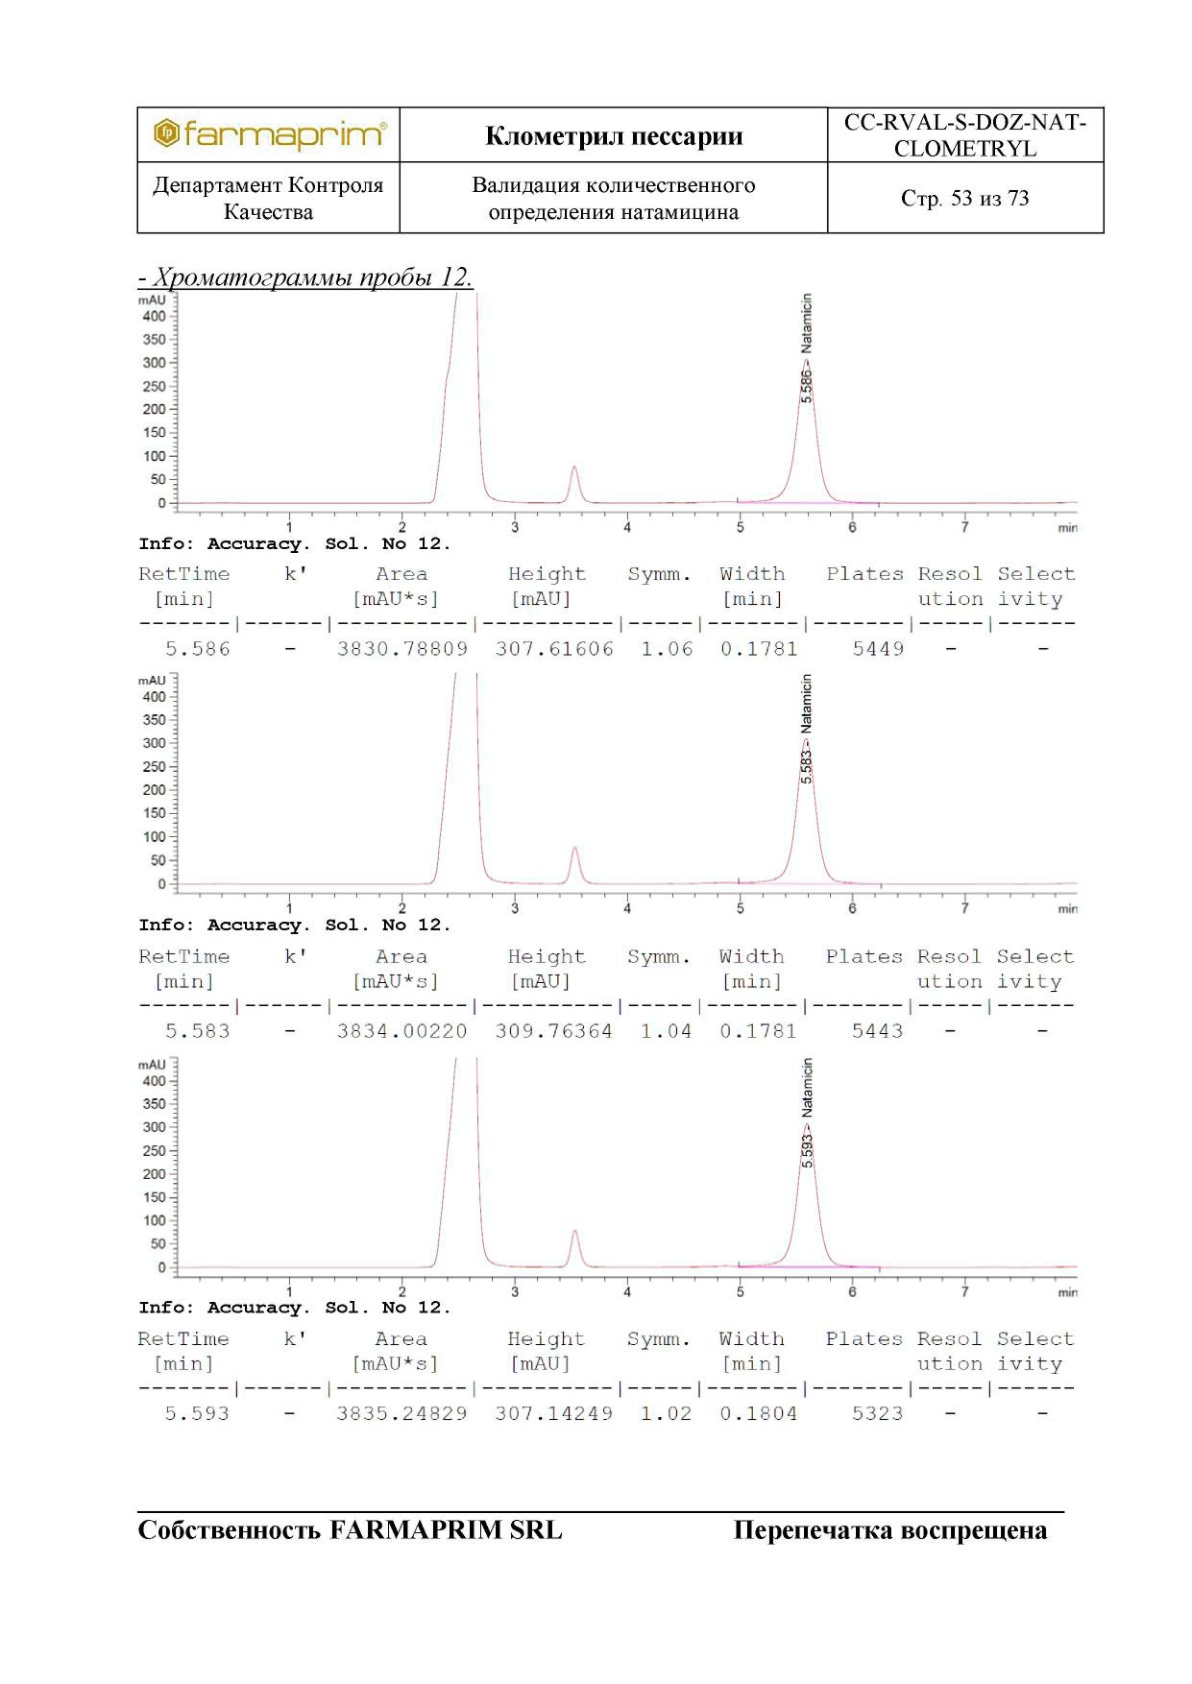 farmaprim®
Клометрил пессарии
CC-RVAL-S-DOZ-NAT-
CLOMETRYL
Департамент Контроля
Качества
Валидация количественного
определения натамицина
Стр. 53 из 73
- Хроматограммы пробы 12.
mAU
400
350
300
250
200
150
100
50
0
5.586 - Natamicin
1 2 3 4 5 6 7 min
Info: Accuracy. Sol. No 12.
RetTime k' Area Height Symm. Width Plates Resol Select
[min] [mAU*s] [mAU] [min] ution ivity
-------|------|----------|----------|-----|-------|-------|-----|------
5.586 - 3830.78809 307.61606 1.06 0.1781 5449 - -
mAU
400
350
300
250
200
150
100
50
0
5.583 - Natamicin
1 2 3 4 5 6 7 min
Info: Accuracy. Sol. No 12.
RetTime k' Area Height Symm. Width Plates Resol Select
[min] [mAU*s] [mAU] [min] ution ivity
-------|------|----------|----------|-----|-------|-------|-----|------
5.583 - 3834.00220 309.76364 1.04 0.1781 5443 - -
mAU
400
350
300
250
200
150
100
50
0
5.593 - Natamicin
1 2 3 4 5 6 7 min
Info: Accuracy. Sol. No 12.
RetTime k' Area Height Symm. Width Plates Resol Select
[min] [mAU*s] [mAU] [min] ution ivity
-------|------|----------|----------|-----|-------|-------|-----|------
5.593 - 3835.24829 307.14249 1.02 0.1804 5323 - -
Собственность FARMAPRIM SRL Перепечатка воспрещена